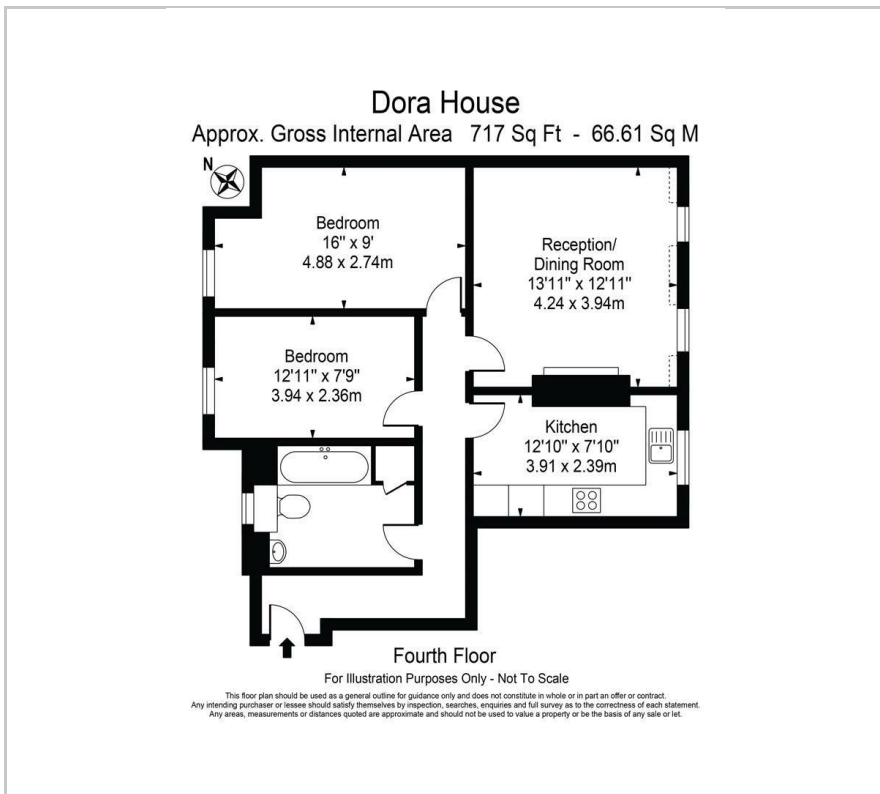 Dora House
Approx. Gross Internal Area 717 Sq Ft - 66.61 Sq M
N
Bedroom
16" x 9'
4.88 x 2.74m
Reception/
Dining Room
13'11" x 12'11"
4.24 x 3.94m
Bedroom
12'11" x 7'9"
3.94 x 2.36m
Kitchen
12'10" x 7'10"
3.91 x 2.39m
Fourth Floor
For Illustration Purposes Only - Not To Scale
This floor plan should be used as a general outline for guidance only and does not constitute in whole or in part an offer or contract.
Any intending purchaser or lessee should satisfy themselves by inspection, searches, enquiries and full survey as to the correctness of each statement.
Any areas, measurements or distances quoted are approximate and should not be used to value a property or be the basis of any sale or let.